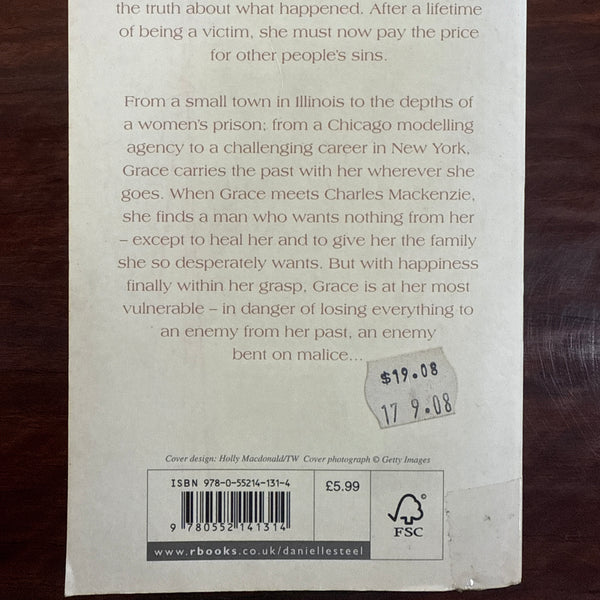 the truth about what happened. After a lifetime
of being a victim, she must now pay the price
for other people's sins.
From a small town in Illinois to the depths of
a women's prison; from a Chicago modelling
agency to a challenging career in New York,
Grace carries the past with her wherever she
goes. When Grace meets Charles Mackenzie,
she finds a man who wants nothing from her
– except to heal her and to give her the family
she so desperately wants. But with happiness
finally within her grasp, Grace is at her most
vulnerable – in danger of losing everything to
an enemy from her past, an enemy
bent on malice...
$19.08
17 9.08
Cover design: Holly Macdonald/TW Cover photograph © Getty Images
ISBN 978-0-55214-131-4
£5.99
9 780552 141314
FSC
www.rbooks.co.uk/daniellesteel